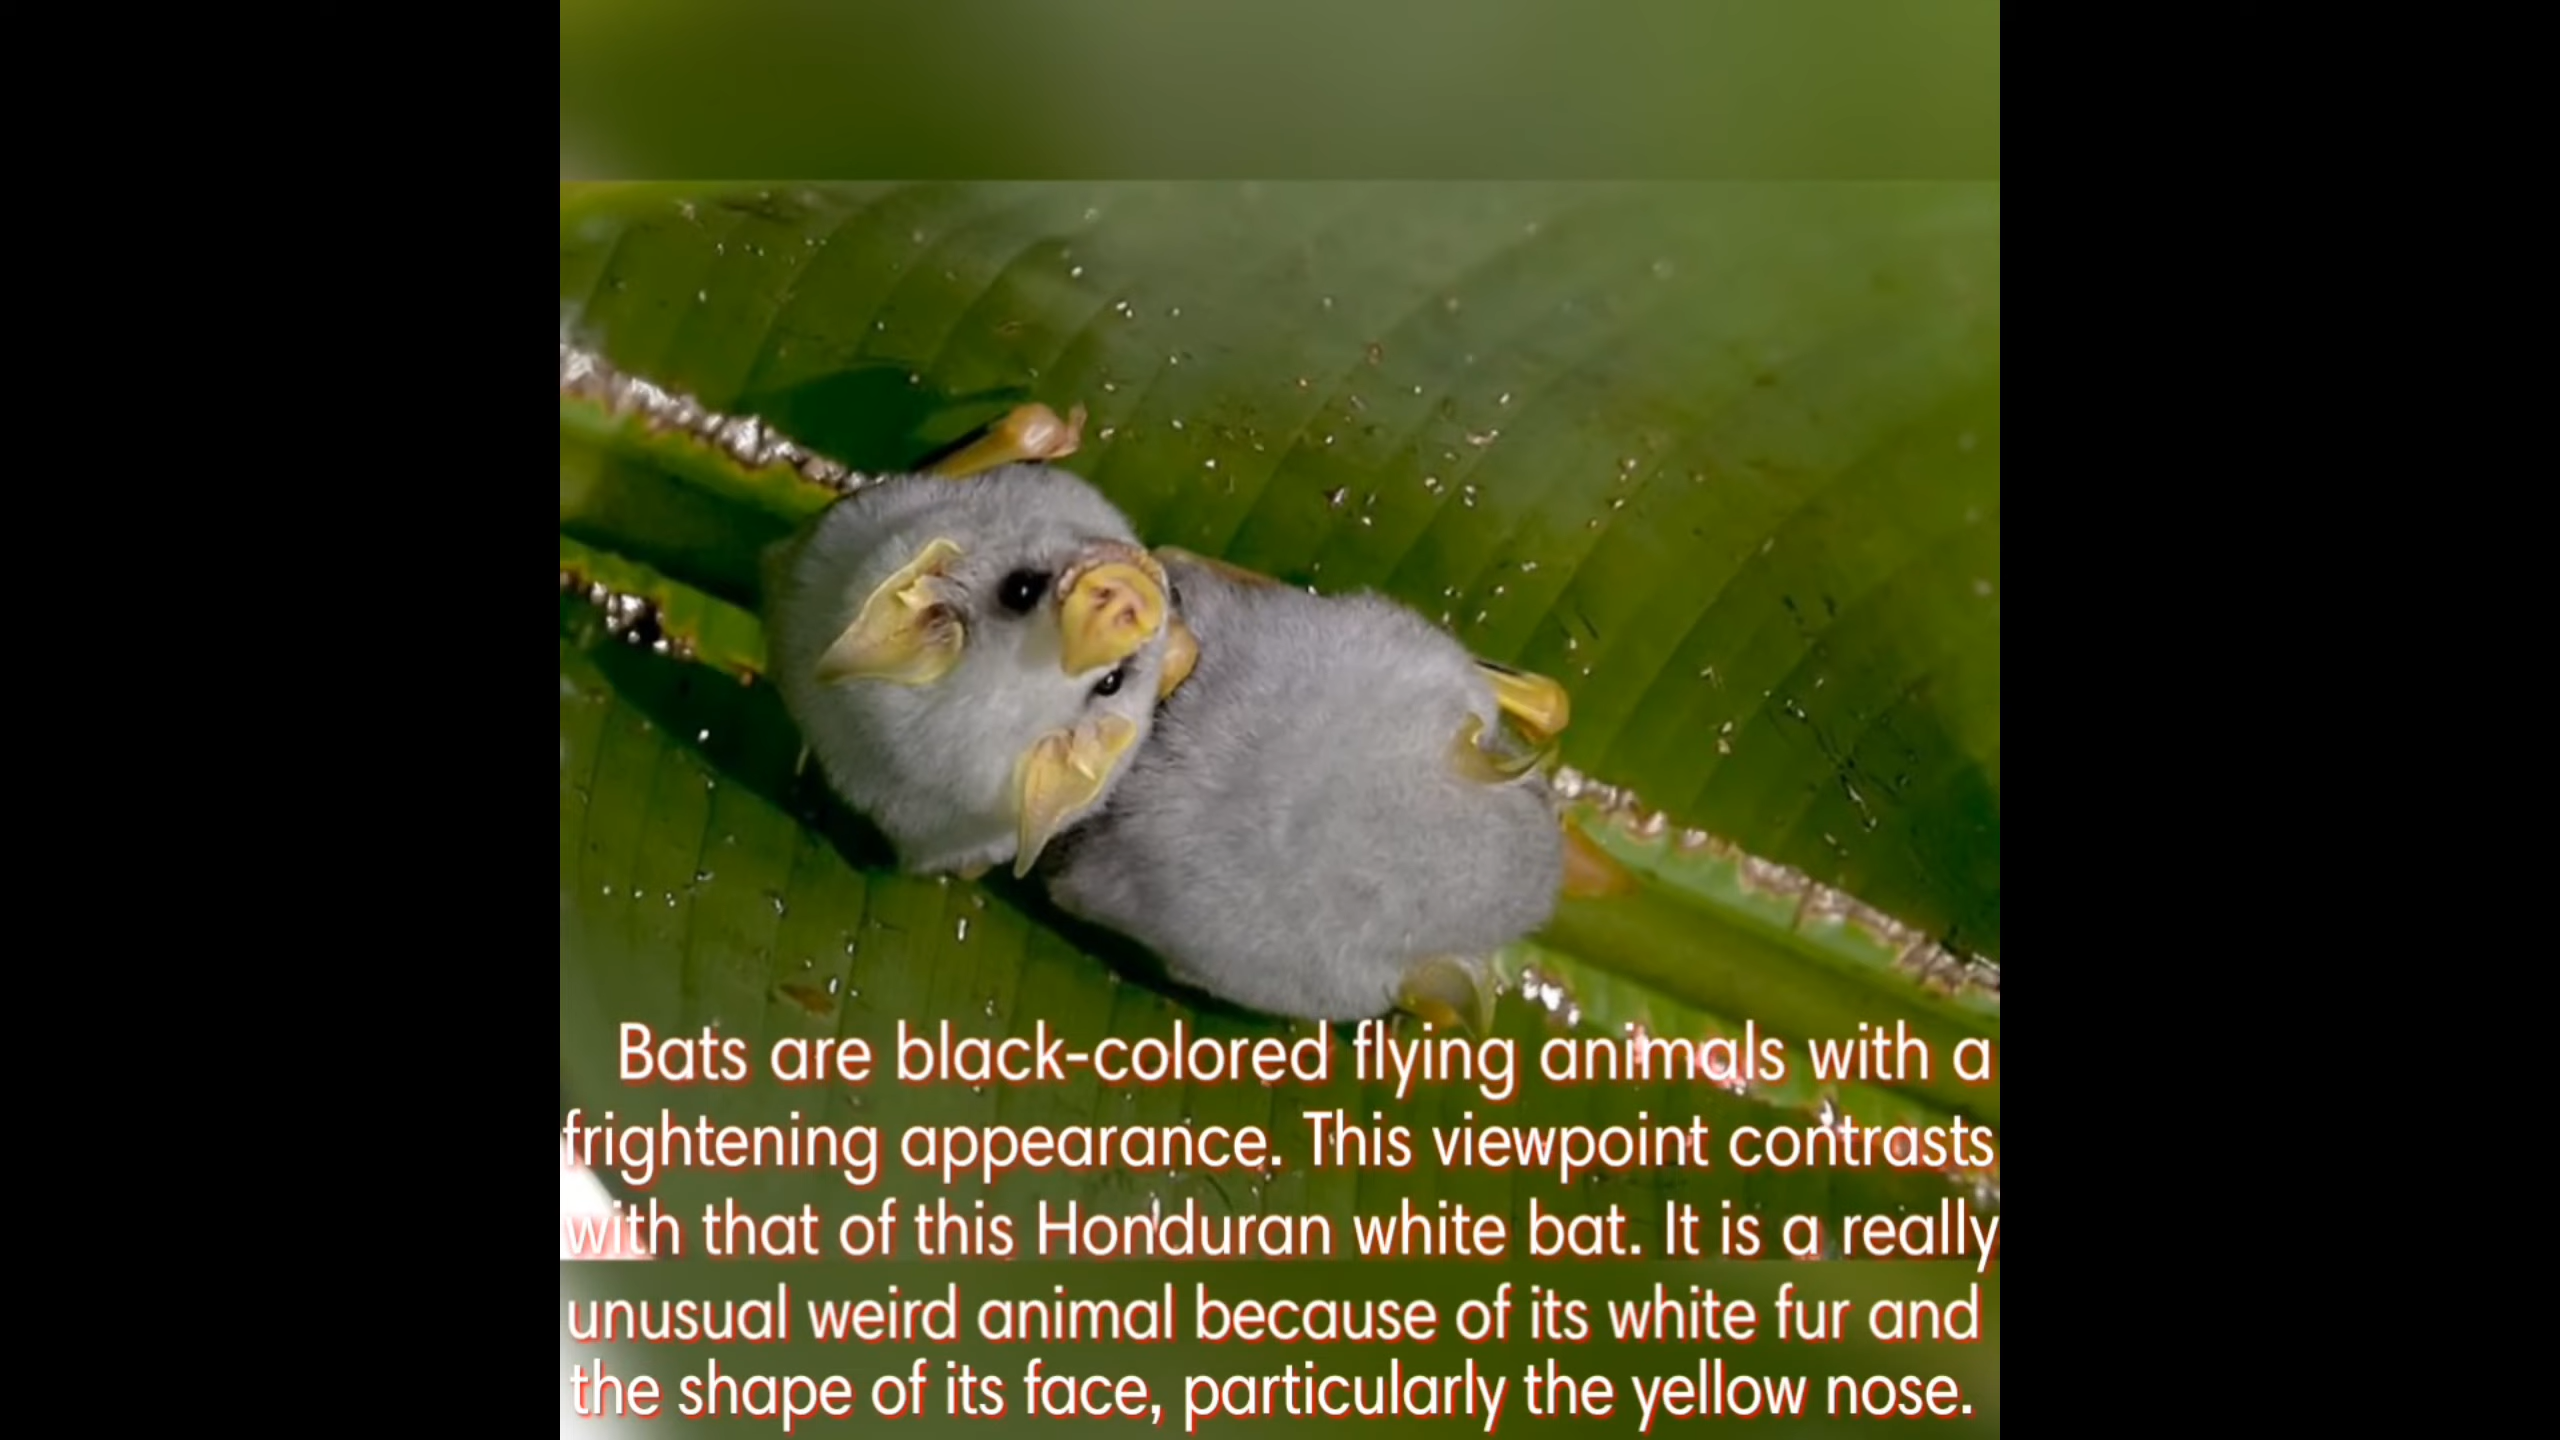 Bats are black-colored flying animals with a
frightening appearance. This viewpoint contrasts
with that of this Honduran white bat. It is a really
unusual weird animal because of its white fur and
the shape of its face, particularly the yellow nose.